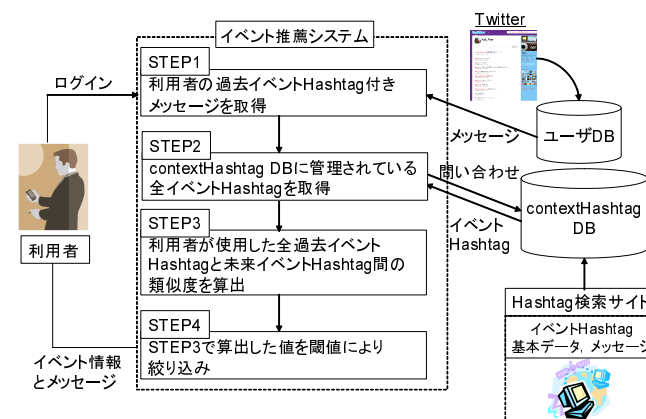 Twitter
イベント推薦システム
STEP1
利用者の過去イベントHashtag付き
メッセージを取得
ログイン
メッセージ
ユーザDB
STEP2
contextHashtag DBに管理されている
全イベントHashtagを取得
問い合わせ
contextHashtag
DB
イベント
Hashtag
利用者
STEP3
利用者が使用した全過去イベント
Hashtagと未来イベントHashtag間の
類似度を算出
Hashtag検索サイト
STEP4
STEP3で算出した値を閾値により
絞り込み
イベント情報
とメッセージ
イベントHashtag
基本データ, メッセージ